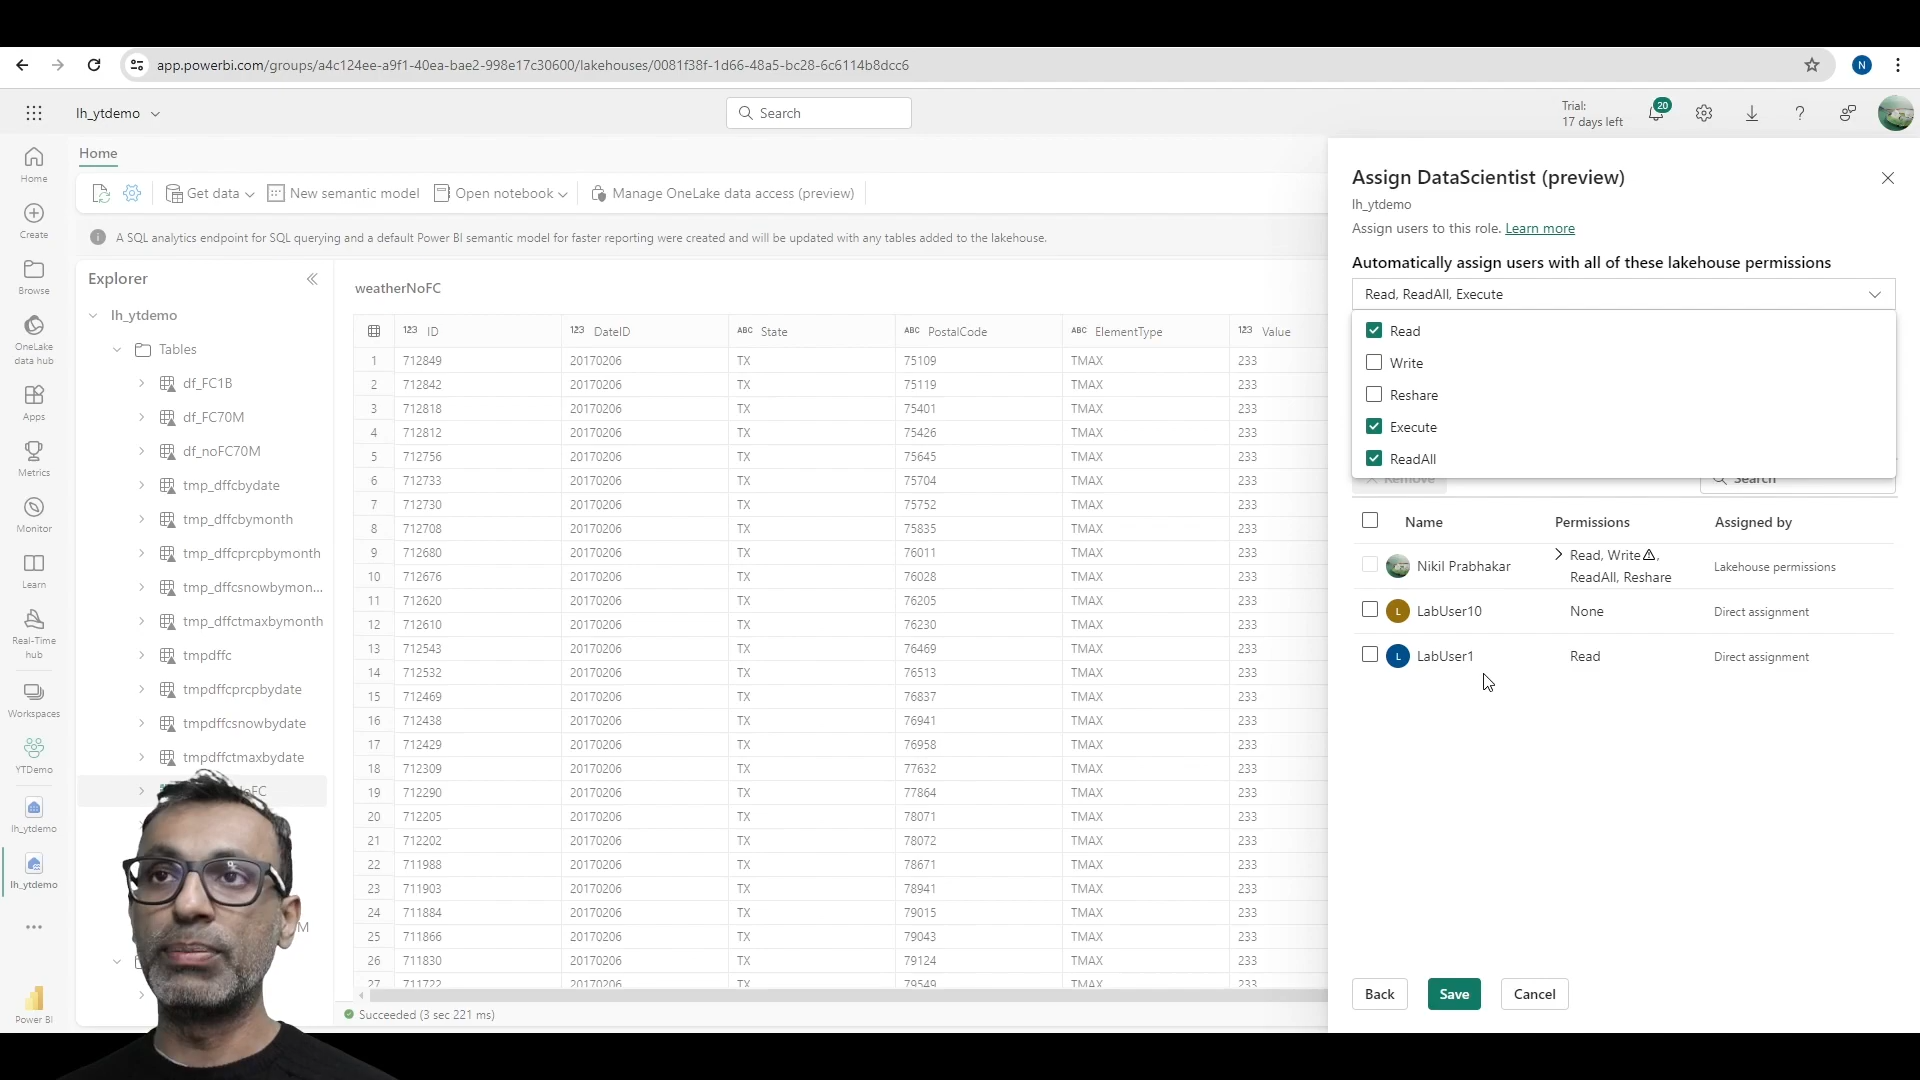 app.powerbi.com/groups/a4c124ee-a9f1-40ea-bae2-998e17c30600/lakehouses/0081f38f-1d66-48a5-bc28-6c6114b8dcc6
N
lh_ytdemo
Search
Trial:
17 days left
20
Home
Create
Browse
OneLake
data hub
Apps
Metrics
Monitor
Learn
Real-Time
hub
Workspaces
YTDemo
lh_ytdemo
lh_ytdemo
Power BI
Home
Get data
New semantic model
Open notebook
Manage OneLake data access (preview)
A SQL analytics endpoint for SQL querying and a default Power BI semantic model for faster reporting were created and will be updated with any tables added to the lakehouse.
Explorer
lh_ytdemo
Tables
df_FC1B
df_FC70M
df_noFC70M
tmp_dffcbydate
tmp_dffcbymonth
tmp_dffcprcpbymonth
tmp_dffcsnowbymon...
tmp_dffctmaxbymonth
tmpdffc
tmpdffcprcpbydate
tmpdffcsnowbydate
tmpdffctmaxbydate
oFC
M
weatherNoFC
123 ID 123 DateID ABC State ABC PostalCode ABC ElementType 123 Value
1 712849 20170206 TX 75109 TMAX 233
2 712842 20170206 TX 75119 TMAX 233
3 712818 20170206 TX 75401 TMAX 233
4 712812 20170206 TX 75426 TMAX 233
5 712756 20170206 TX 75645 TMAX 233
6 712733 20170206 TX 75704 TMAX 233
7 712730 20170206 TX 75752 TMAX 233
8 712708 20170206 TX 75835 TMAX 233
9 712680 20170206 TX 76011 TMAX 233
10 712676 20170206 TX 76028 TMAX 233
11 712620 20170206 TX 76205 TMAX 233
12 712610 20170206 TX 76230 TMAX 233
13 712543 20170206 TX 76469 TMAX 233
14 712532 20170206 TX 76513 TMAX 233
15 712469 20170206 TX 76837 TMAX 233
16 712438 20170206 TX 76941 TMAX 233
17 712429 20170206 TX 76958 TMAX 233
18 712309 20170206 TX 77632 TMAX 233
19 712290 20170206 TX 77864 TMAX 233
20 712205 20170206 TX 78071 TMAX 233
21 712202 20170206 TX 78072 TMAX 233
22 711988 20170206 TX 78671 TMAX 233
23 711903 20170206 TX 78941 TMAX 233
24 711884 20170206 TX 79015 TMAX 233
25 711866 20170206 TX 79043 TMAX 233
26 711830 20170206 TX 79124 TMAX 233
27 711722 20170206 TX 79549 TMAX 233
Succeeded (3 sec 221 ms)
Assign DataScientist (preview)
lh_ytdemo
Assign users to this role. Learn more
Automatically assign users with all of these lakehouse permissions
Read, ReadAll, Execute
Read
Write
Reshare
Execute
ReadAll
Remove
Search
Name Permissions Assigned by
Nikil Prabhakar Read, Write, ReadAll, Reshare Lakehouse permissions
L LabUser10 None Direct assignment
L LabUser1 Read Direct assignment
Back Save Cancel